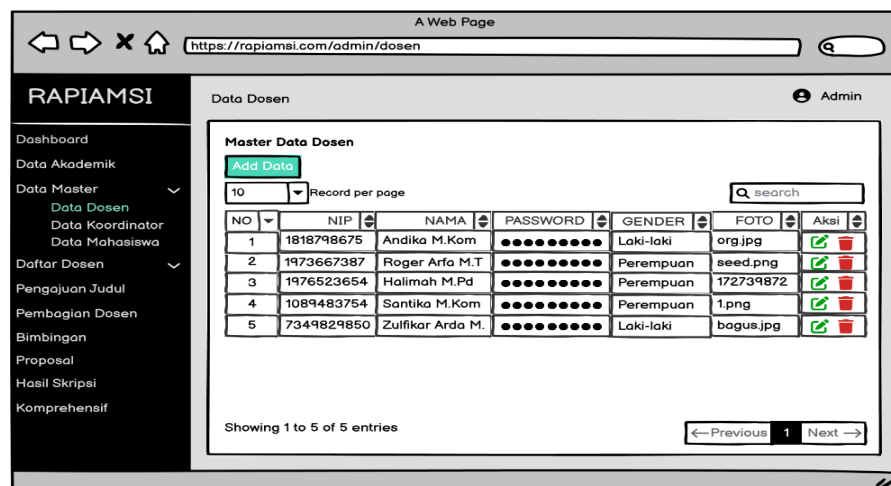 A Web Page
https://rapiamsi.com/admin/dosen
RAPIAMSI
Data Dosen
Admin
Dashboard
Data Akademik
Data Master
Data Dosen
Data Koordinator
Data Mahasiswa
Daftar Dosen
Pengajuan Judul
Pembagian Dosen
Bimbingan
Proposal
Hasil Skripsi
Komprehensif
Master Data Dosen
Add Data
10 Record per page
search
NO NIP NAMA PASSWORD GENDER FOTO Aksi
1 1818798675 Andika M.Kom ●●●●●●●●● Laki-laki org.jpg
2 1973667387 Roger Arfa M.T ●●●●●●●●● Perempuan seed.png
3 1976523654 Halimah M.Pd ●●●●●●●●● Perempuan 172739872
4 1089483754 Santika M.Kom ●●●●●●●●● Perempuan 1.png
5 7349829850 Zulfikar Arda M. ●●●●●●●●● Laki-laki bagus.jpg
Showing 1 to 5 of 5 entries
←Previous 1 Next→